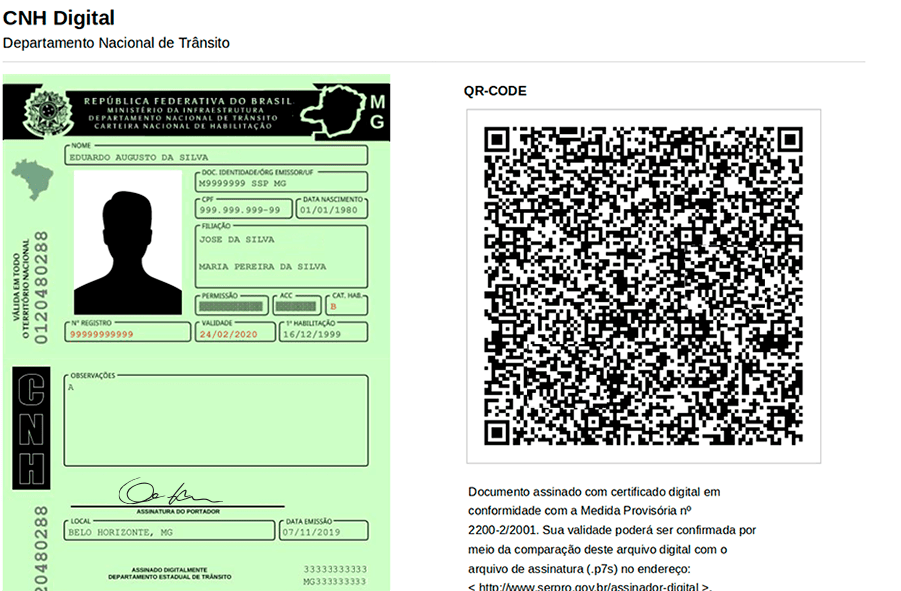 CNH Digital
Departamento Nacional de Trânsito
REPÚBLICA FEDERATIVA DO BRASIL
MINISTÉRIO DA INFRAESTRUTURA
DEPARTAMENTO NACIONAL DE TRÂNSITO
CARTEIRA NACIONAL DE HABILITAÇÃO
M
G
NOME
EDUARDO AUGUSTO DA SILVA
DOC. IDENTIDADE/ÓRG EMISSOR/UF
M9999999 SSP MG
CPF
DATA NASCIMENTO
999.999.999-99
01/01/1980
FILIAÇÃO
JOSE DA SILVA
MARIA PEREIRA DA SILVA
PERMISSÃO
ACC
CAT. HAB.
B
Nº REGISTRO
VALIDADE
1ª HABILITAÇÃO
99999999999
24/02/2020
16/12/1999
VÁLIDA EM TODO
O TERRITÓRIO NACIONAL
0120480288
OBSERVAÇÕES
A
CNH
ASSINATURA DO PORTADOR
LOCAL
DATA EMISSÃO
BELO HORIZONTE, MG
07/11/2019
20480288
ASSINADO DIGITALMENTE
DEPARTAMENTO ESTADUAL DE TRÂNSITO
33333333333
MG333333333
QR-CODE
Documento assinado com certificado digital em
conformidade com a Medida Provisória nº
2200-2/2001. Sua validade poderá ser confirmada por
meio da comparação deste arquivo digital com o
arquivo de assinatura (.p7s) no endereço:
< http://www.serpro.gov.br/assinador-digital >.